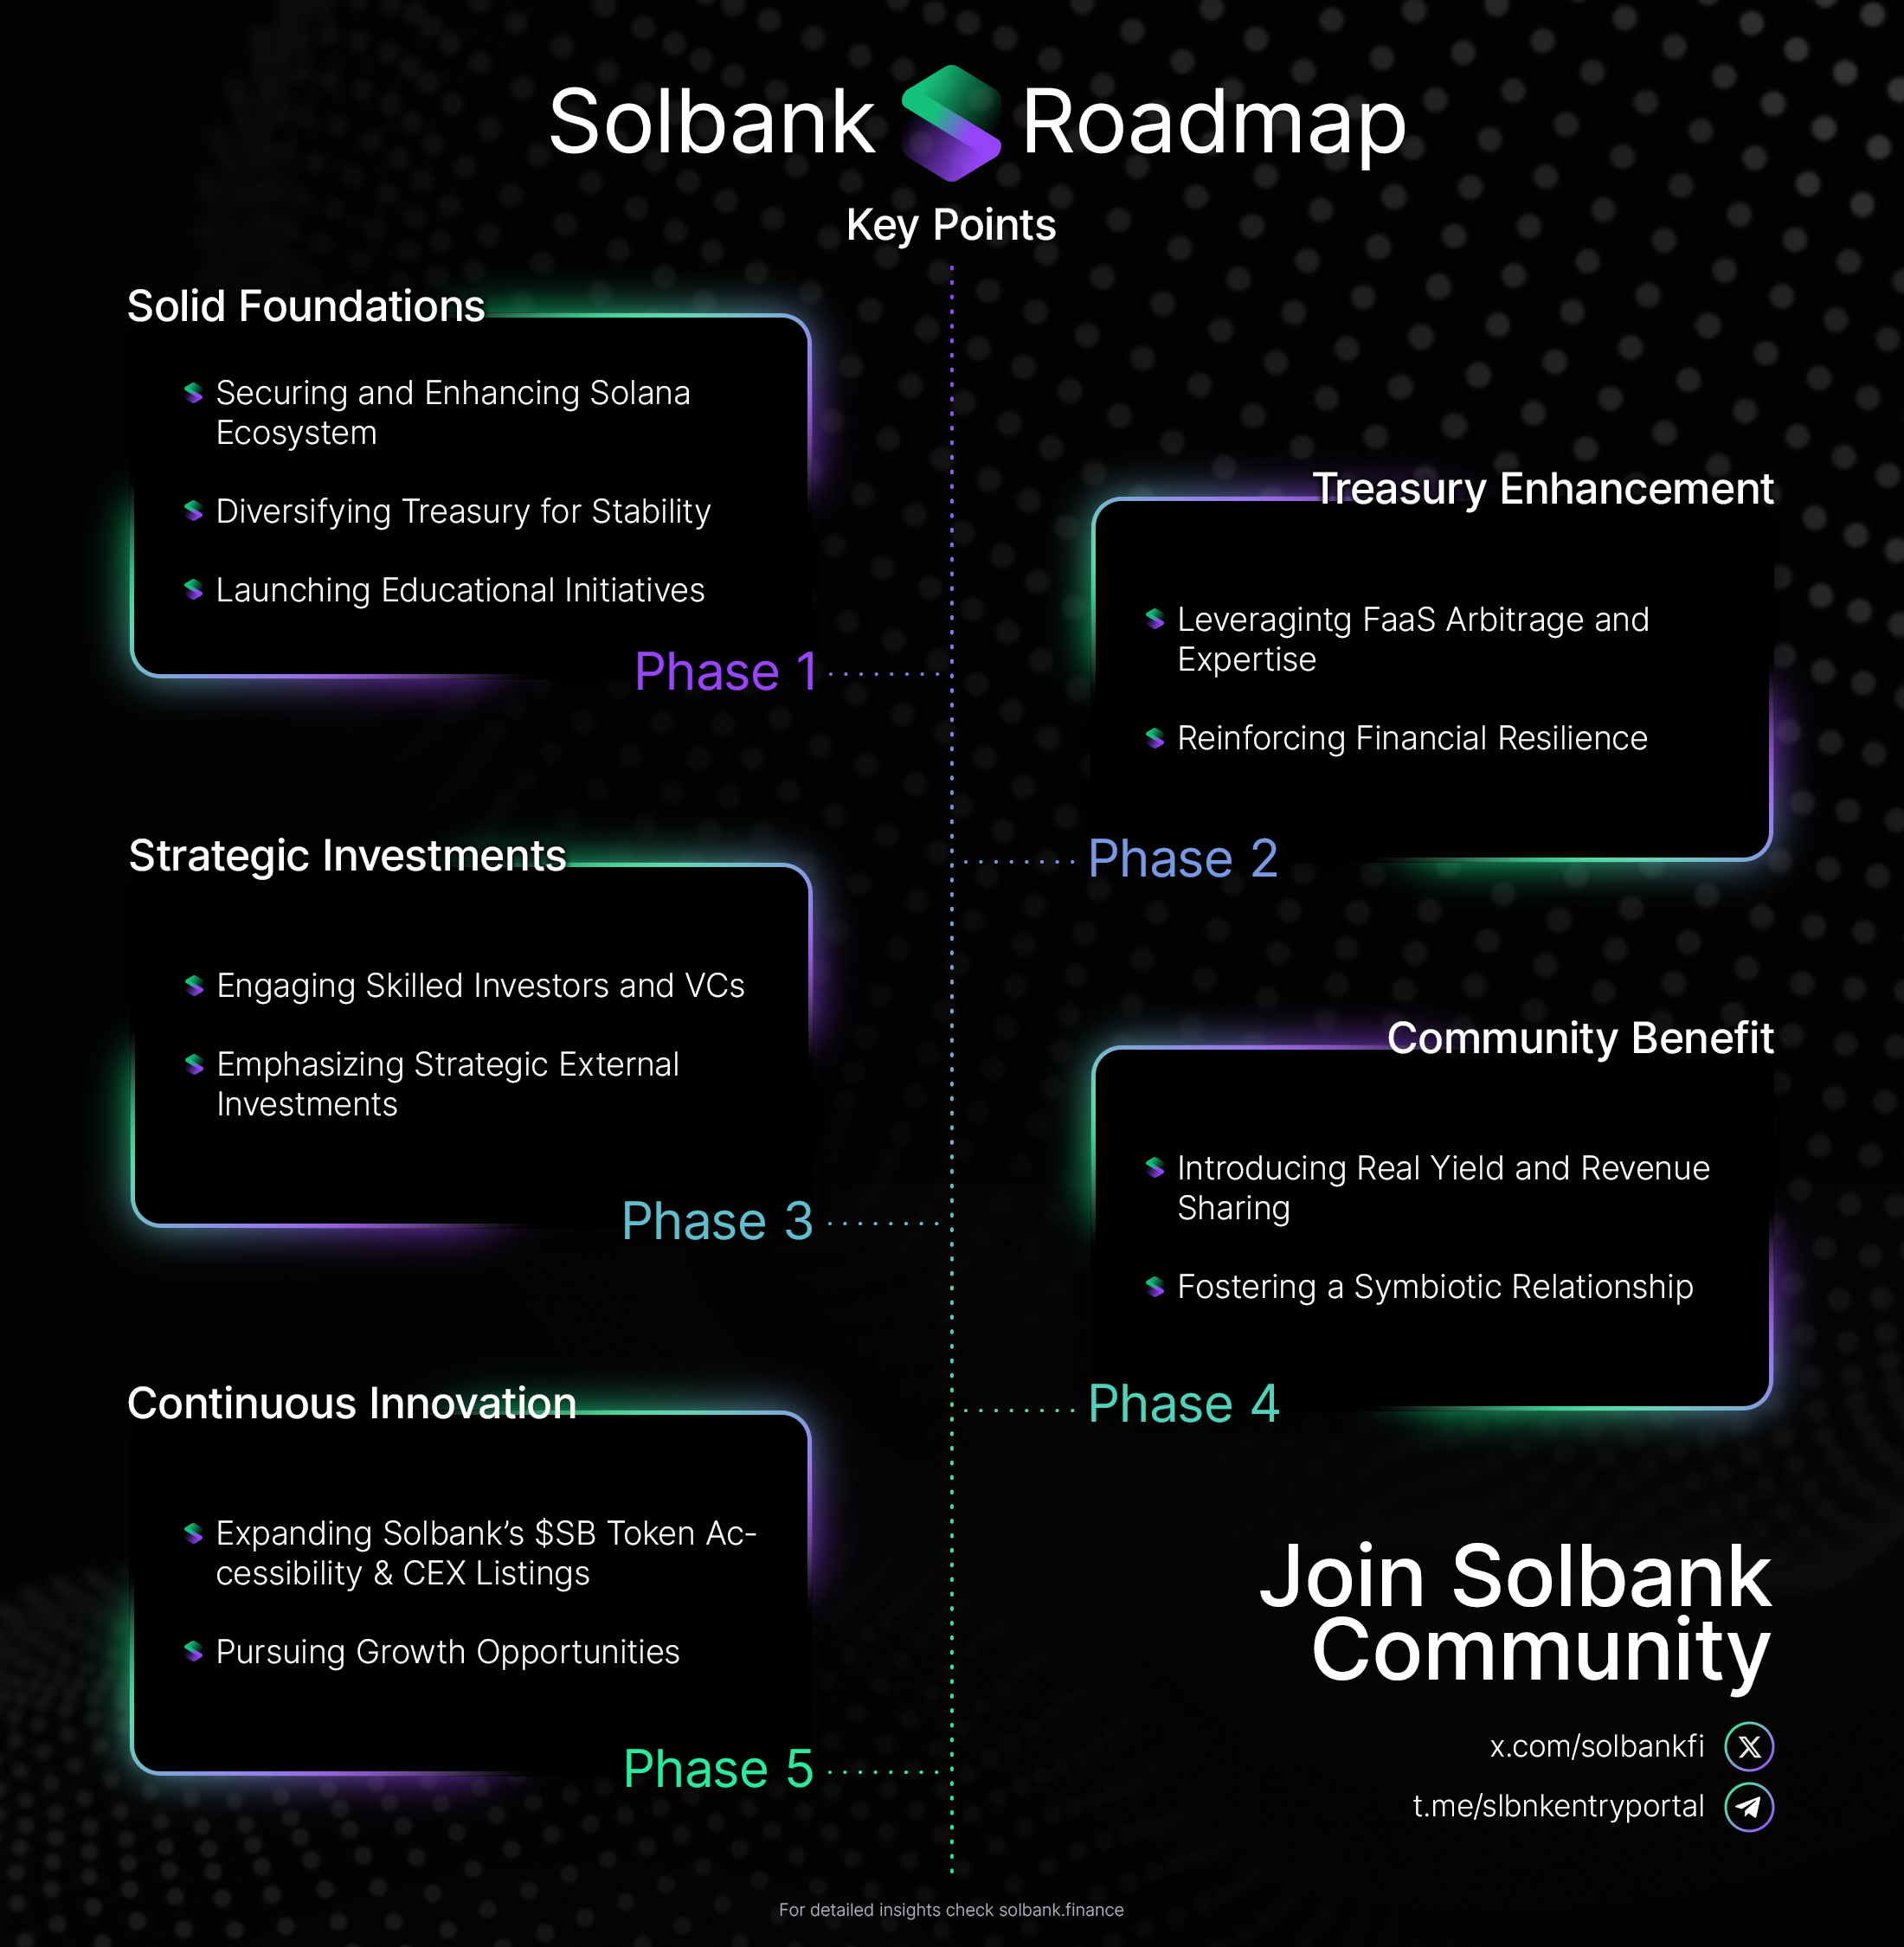 Solbank Roadmap
Key Points
Solid Foundations
Securing and Enhancing Solana
Ecosystem
Diversifying Treasury for Stability
Launching Educational Initiatives
Phase 1
Treasury Enhancement
Leveragintg FaaS Arbitrage and
Expertise
Reinforcing Financial Resilience
Phase 2
Strategic Investments
Engaging Skilled Investors and VCs
Emphasizing Strategic External
Investments
Phase 3
Community Benefit
Introducing Real Yield and Revenue
Sharing
Fostering a Symbiotic Relationship
Phase 4
Continuous Innovation
Expanding Solbank’s $SB Token Ac-
cessibility & CEX Listings
Pursuing Growth Opportunities
Phase 5
Join Solbank
Community
x.com/solbankfi
t.me/slbnkentryportal
For detailed insights check solbank.finance